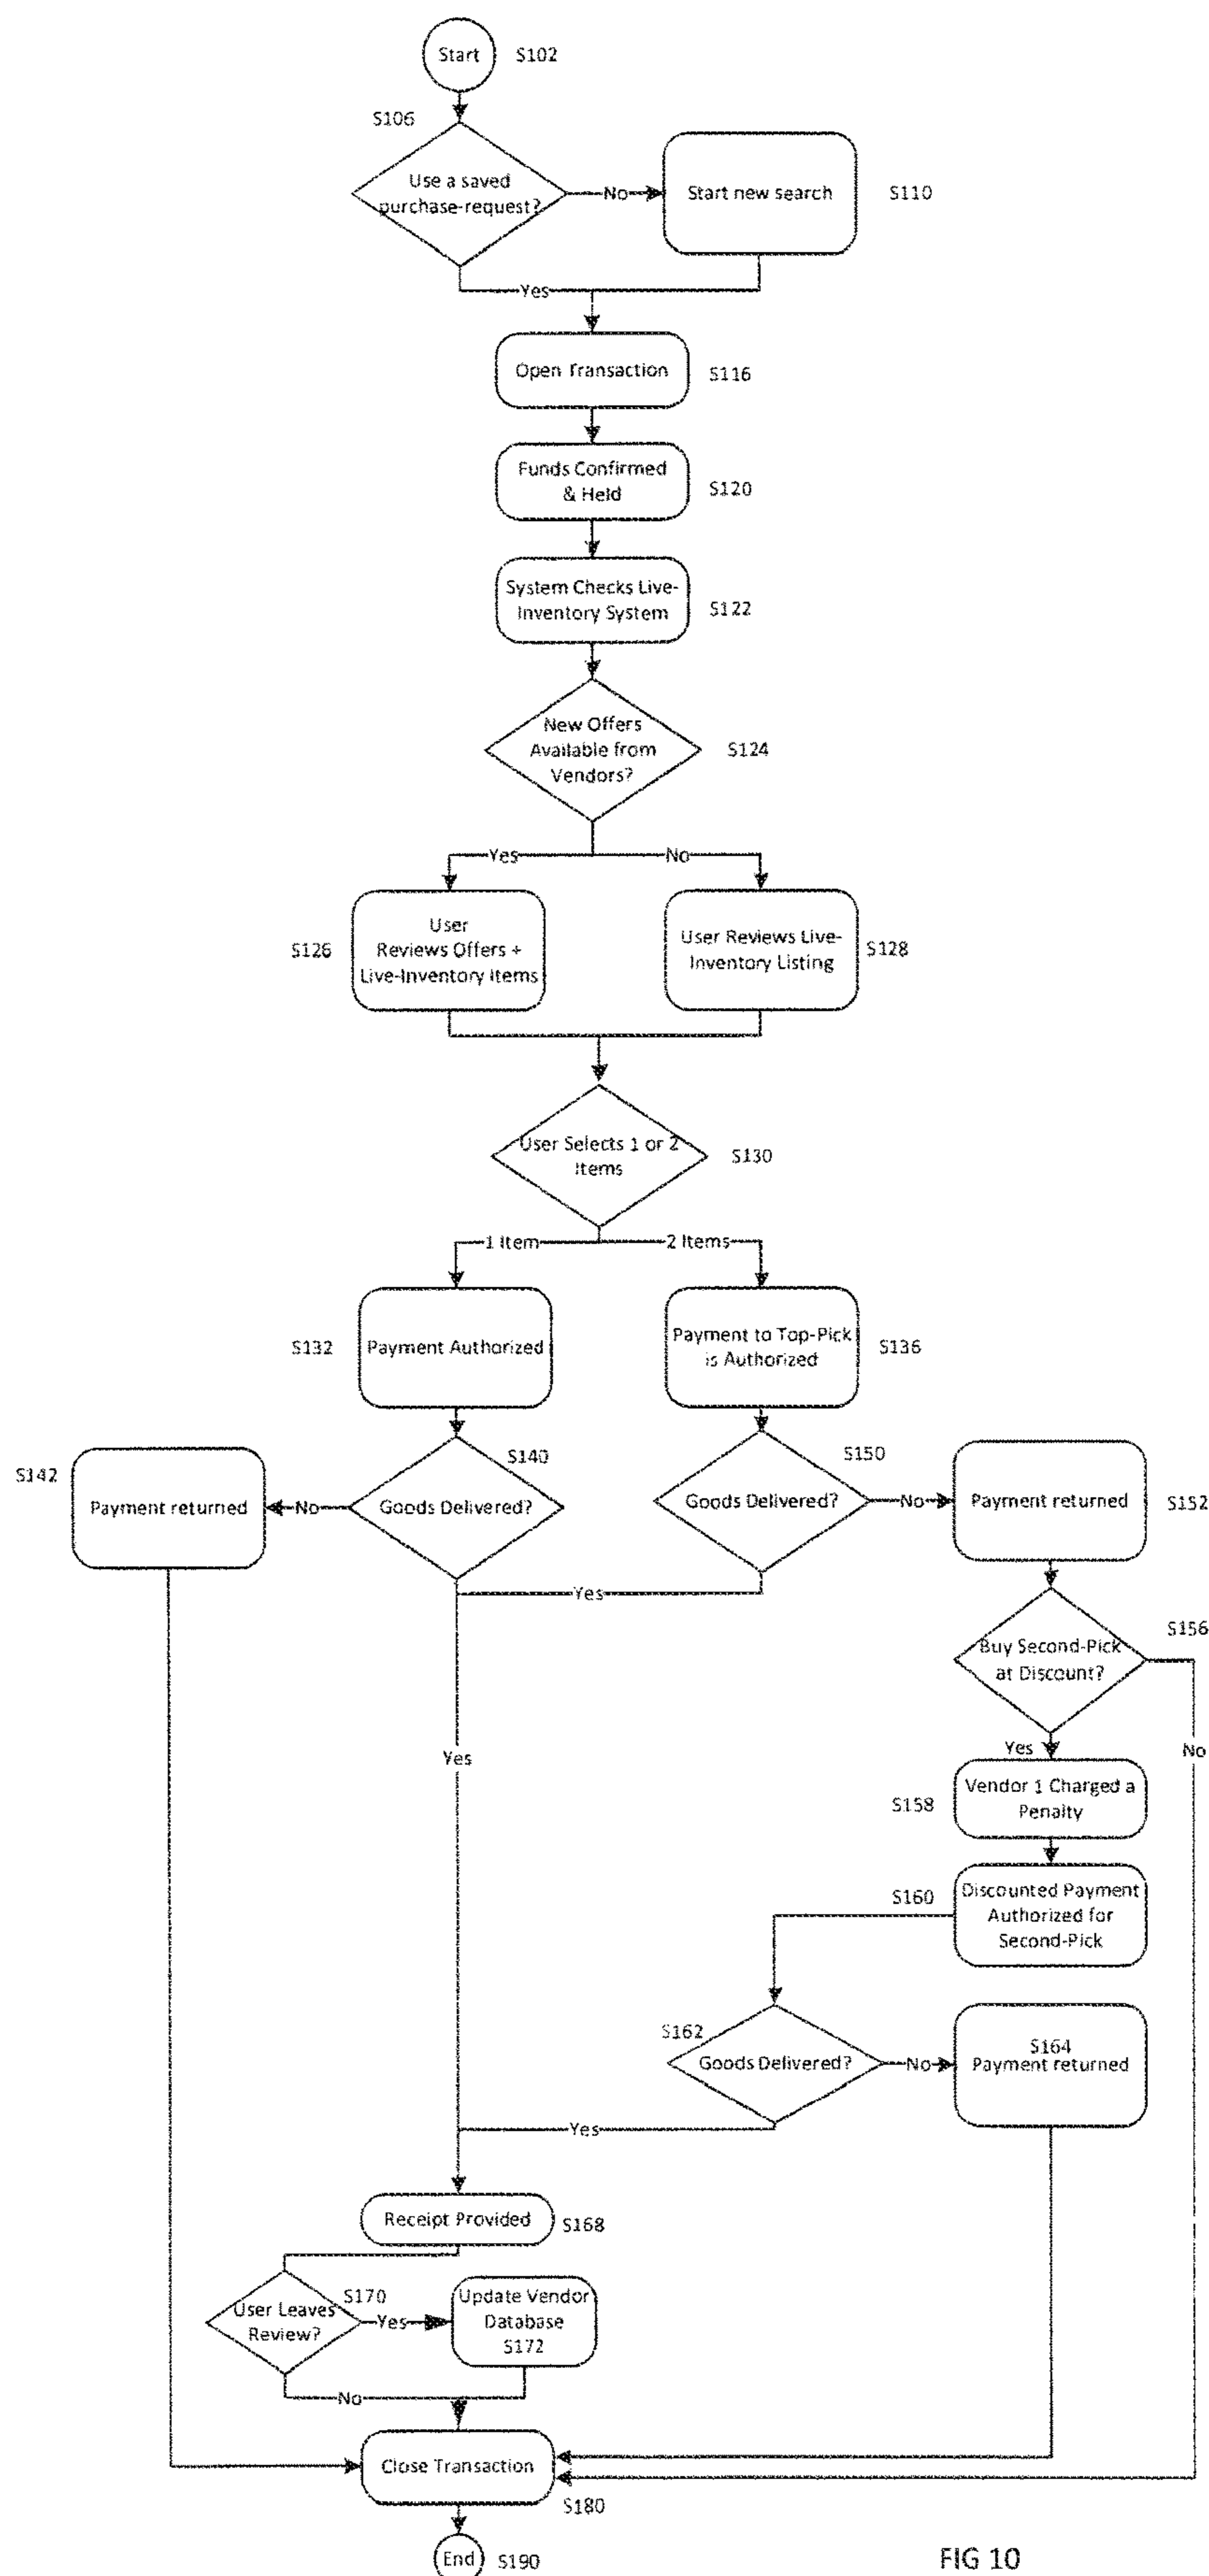 Start
S102
S106
Use a saved
purchase-request?
No
Start new search
S110
Yes
Open Transaction
S116
Funds Confirmed
& Held
S120
System Checks Live-
Inventory System
S122
New Offers
Available from
Vendors?
S124
Yes
No
User
Reviews Offers +
Live-Inventory Items
S126
User Reviews Live-
Inventory Listing
S128
User Selects 1 or 2
Items
S130
1 Item
2 Items
S132
Payment Authorized
Payment to Top-Pick
is Authorized
S136
S142
Payment returned
No
S140
Goods Delivered?
S150
Goods Delivered?
No
Payment returned
S152
Yes
S156
Buy Second-Pick
at Discount?
Yes
No
Yes
S158
Vendor 1 Charged a
Penalty
S160
Discounted Payment
Authorized for
Second-Pick
S162
Goods Delivered?
No
S164
Payment returned
Yes
Receipt Provided
S168
S170
User Leaves
Review?
Yes
Update Vendor
Database
S172
No
Close Transaction
S180
End
S190
FIG 10